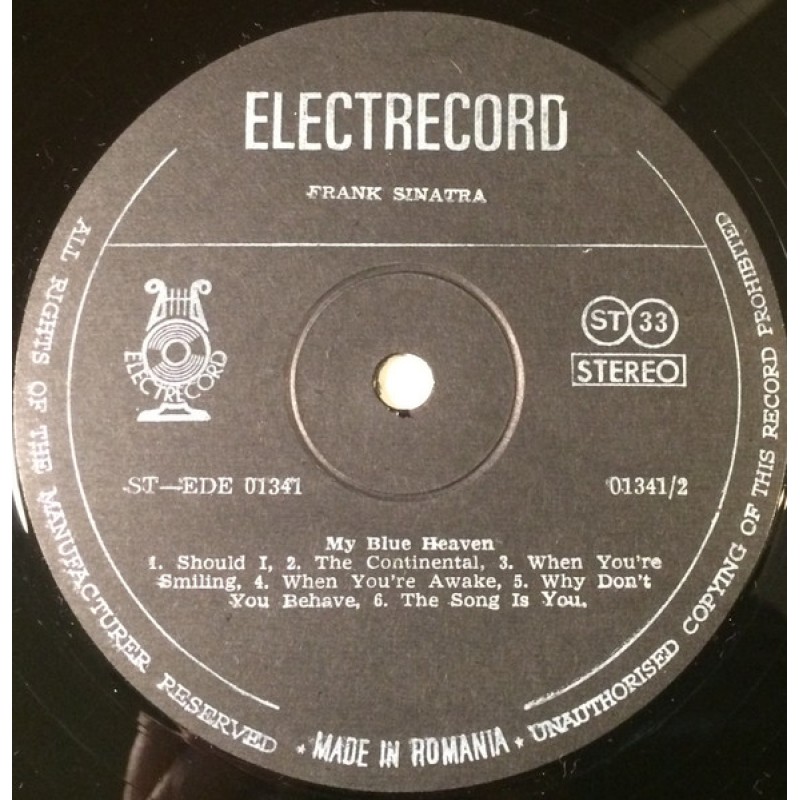 ELECTRECORD
FRANK SINATRA
ELECTRECORD
ST 33
STEREO
ST—EDE 01341
01341/2
My Blue Heaven
1. Should I, 2. The Continental, 3. When You're
Smiling, 4. When You're Awake, 5. Why Don't
You Behave, 6. The Song Is You.
ALL RIGHTS OF THE MANUFACTURER RESERVED ★ MADE IN ROMANIA ★ UNAUTHORISED COPYING OF THIS RECORD PROHIBITED